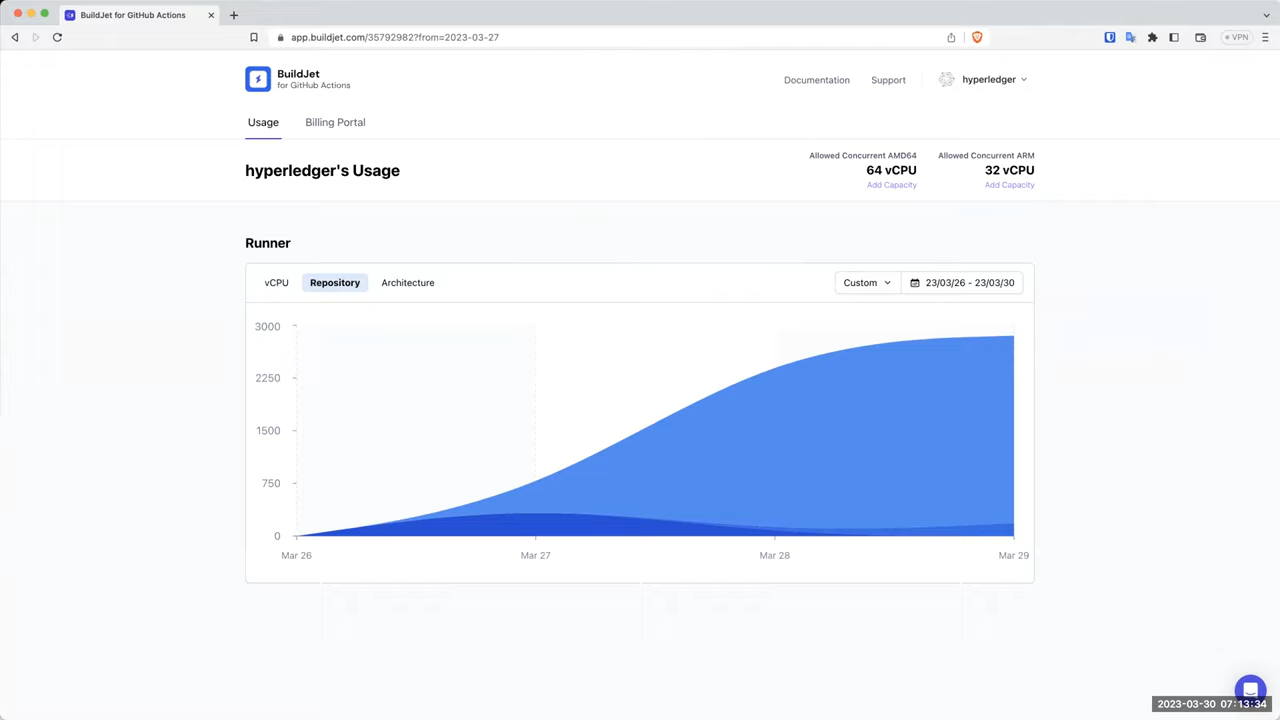 BuildJet for GitHub Actions
app.buildjet.com/35792982?from=2023-03-27
VPN
BuildJet
for GitHub Actions
Documentation
Support
hyperledger
Usage
Billing Portal
hyperledger's Usage
Allowed Concurrent AMD64
64 vCPU
Add Capacity
Allowed Concurrent ARM
32 vCPU
Add Capacity
Runner
vCPU
Repository
Architecture
Custom
23/03/26 - 23/03/30
3000
2250
1500
750
0
Mar 26
Mar 27
Mar 28
Mar 29
2023-03-30 07:13:34